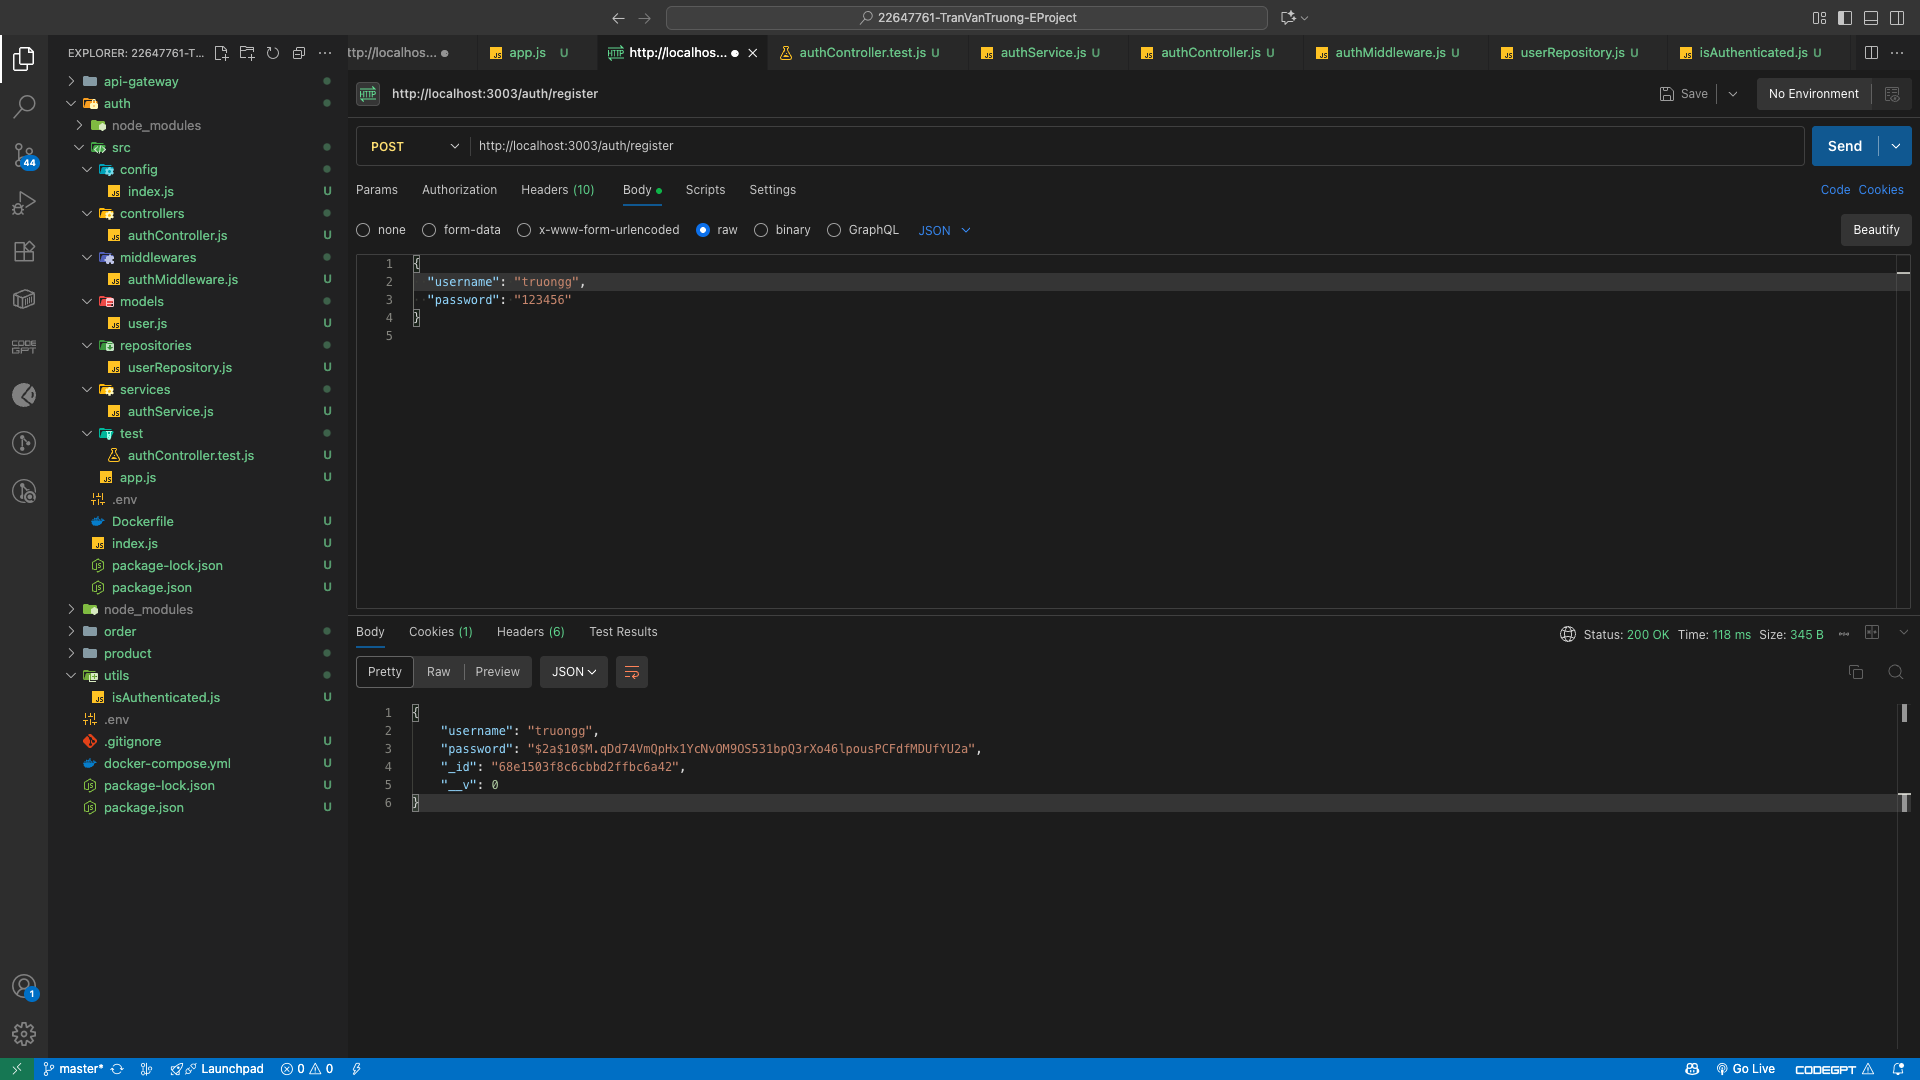 22647761-TranVanTruong-EProject
EXPLORER: 22647761-T...
ttp://localhos...
app.js U
http://localhos...
authController.test.js U
authService.js U
authController.js U
authMiddleware.js U
userRepository.js U
isAuthenticated.js U
api-gateway
auth
node_modules
src
config
index.js U
controllers
authController.js U
middlewares
authMiddleware.js U
models
user.js U
repositories
userRepository.js U
services
authService.js U
test
authController.test.js U
app.js U
.env
Dockerfile U
index.js U
package-lock.json U
package.json U
node_modules
order
product
utils
isAuthenticated.js U
.env
.gitignore U
docker-compose.yml U
package-lock.json U
package.json U
44
CODE
GPT
1
HTTP
http://localhost:3003/auth/register
Save
No Environment
POST
http://localhost:3003/auth/register
Send
Params
Authorization
Headers (10)
Body
Scripts
Settings
Code
Cookies
none
form-data
x-www-form-urlencoded
raw
binary
GraphQL
JSON
Beautify
1 {
2 "username": "truongg",
3 "password": "123456"
4 }
5
Body
Cookies (1)
Headers (6)
Test Results
Status: 200 OK
Time: 118 ms
Size: 345 B
Pretty
Raw
Preview
JSON
1 {
2 "username": "truongg",
3 "password": "$2a$10$M.qDd74VmQpHx1YcNvOM9OS531bpQ3rXo46lpousPCFdfMDUfYU2a",
4 "_id": "68e1503f8c6cbbd2ffbc6a42",
5 "__v": 0
6 }
master*
Launchpad
0
0
Go Live
CODEGPT